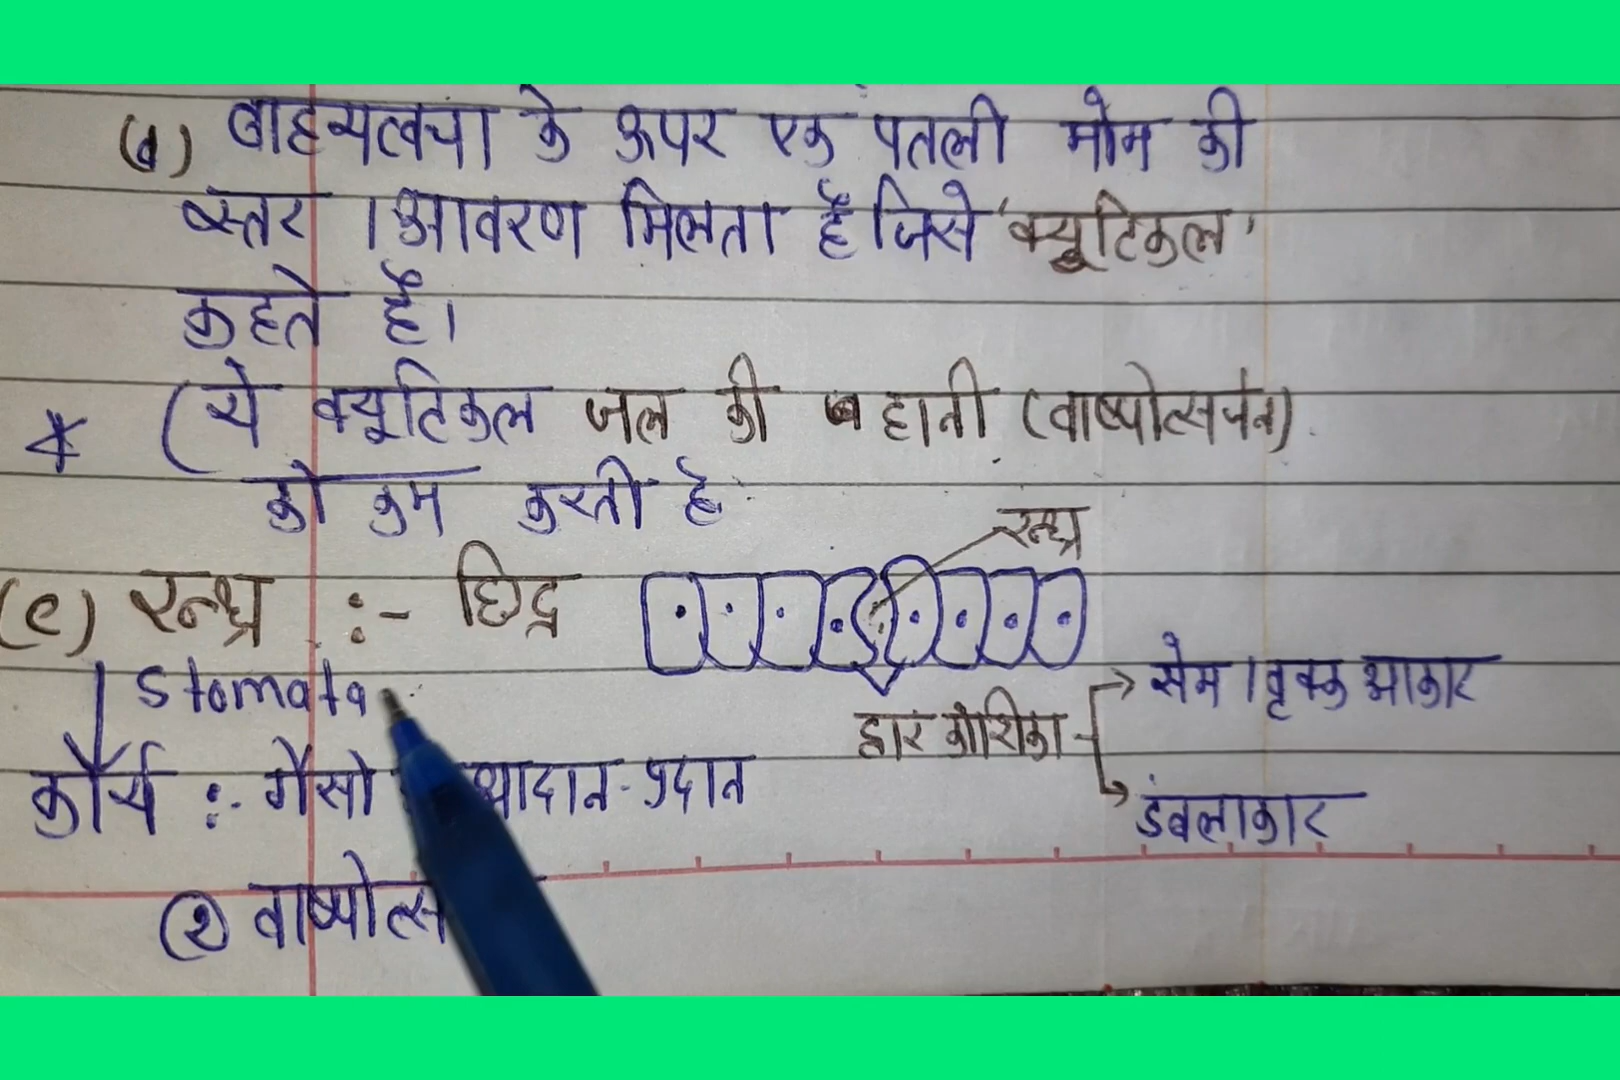 (d) बाह्यत्वचा के ऊपर एक पतली मोम की
स्तर / आवरण मिलता है जिसे 'क्यूटिकल'
कहते है।
* (ये क्यूटिकल जल की हानी (वाष्पोत्सर्जन)
को कम करती है
रन्ध्र
(e) रन्ध्र :- छिद्र
Stomata
सेम / वृक्क आकार
द्वार कोशिका
कार्य :- गैसो आदान-प्रदान
डंबलाकार
② वाष्पोत्स